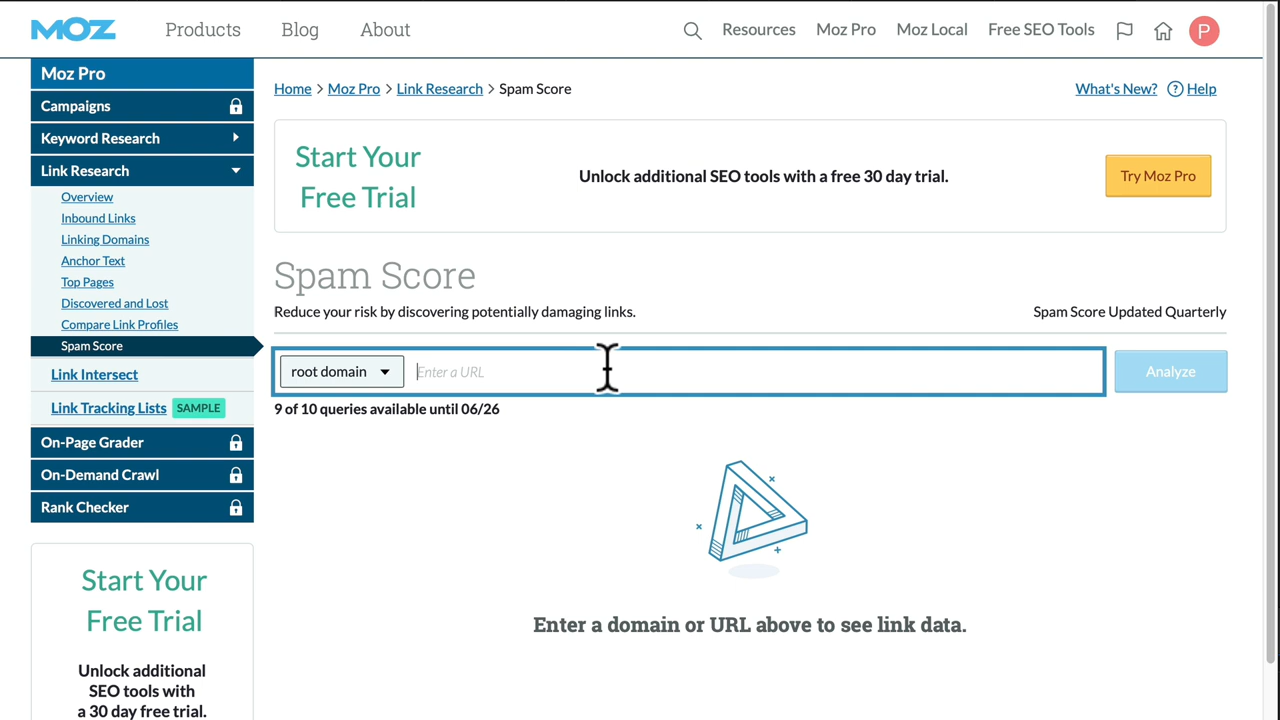 MOZ
Products
Blog
About
Resources
Moz Pro
Moz Local
Free SEO Tools
P
Moz Pro
Campaigns
Keyword Research
Link Research
Overview
Inbound Links
Linking Domains
Anchor Text
Top Pages
Discovered and Lost
Compare Link Profiles
Spam Score
Link Intersect
Link Tracking Lists SAMPLE
On-Page Grader
On-Demand Crawl
Rank Checker
Start Your
Free Trial
Unlock additional
SEO tools with
a 30 day free trial.
Home > Moz Pro > Link Research > Spam Score
What's New?
? Help
Start Your
Free Trial
Unlock additional SEO tools with a free 30 day trial.
Try Moz Pro
Spam Score
Reduce your risk by discovering potentially damaging links.
Spam Score Updated Quarterly
root domain
Enter a URL
Analyze
9 of 10 queries available until 06/26
Enter a domain or URL above to see link data.